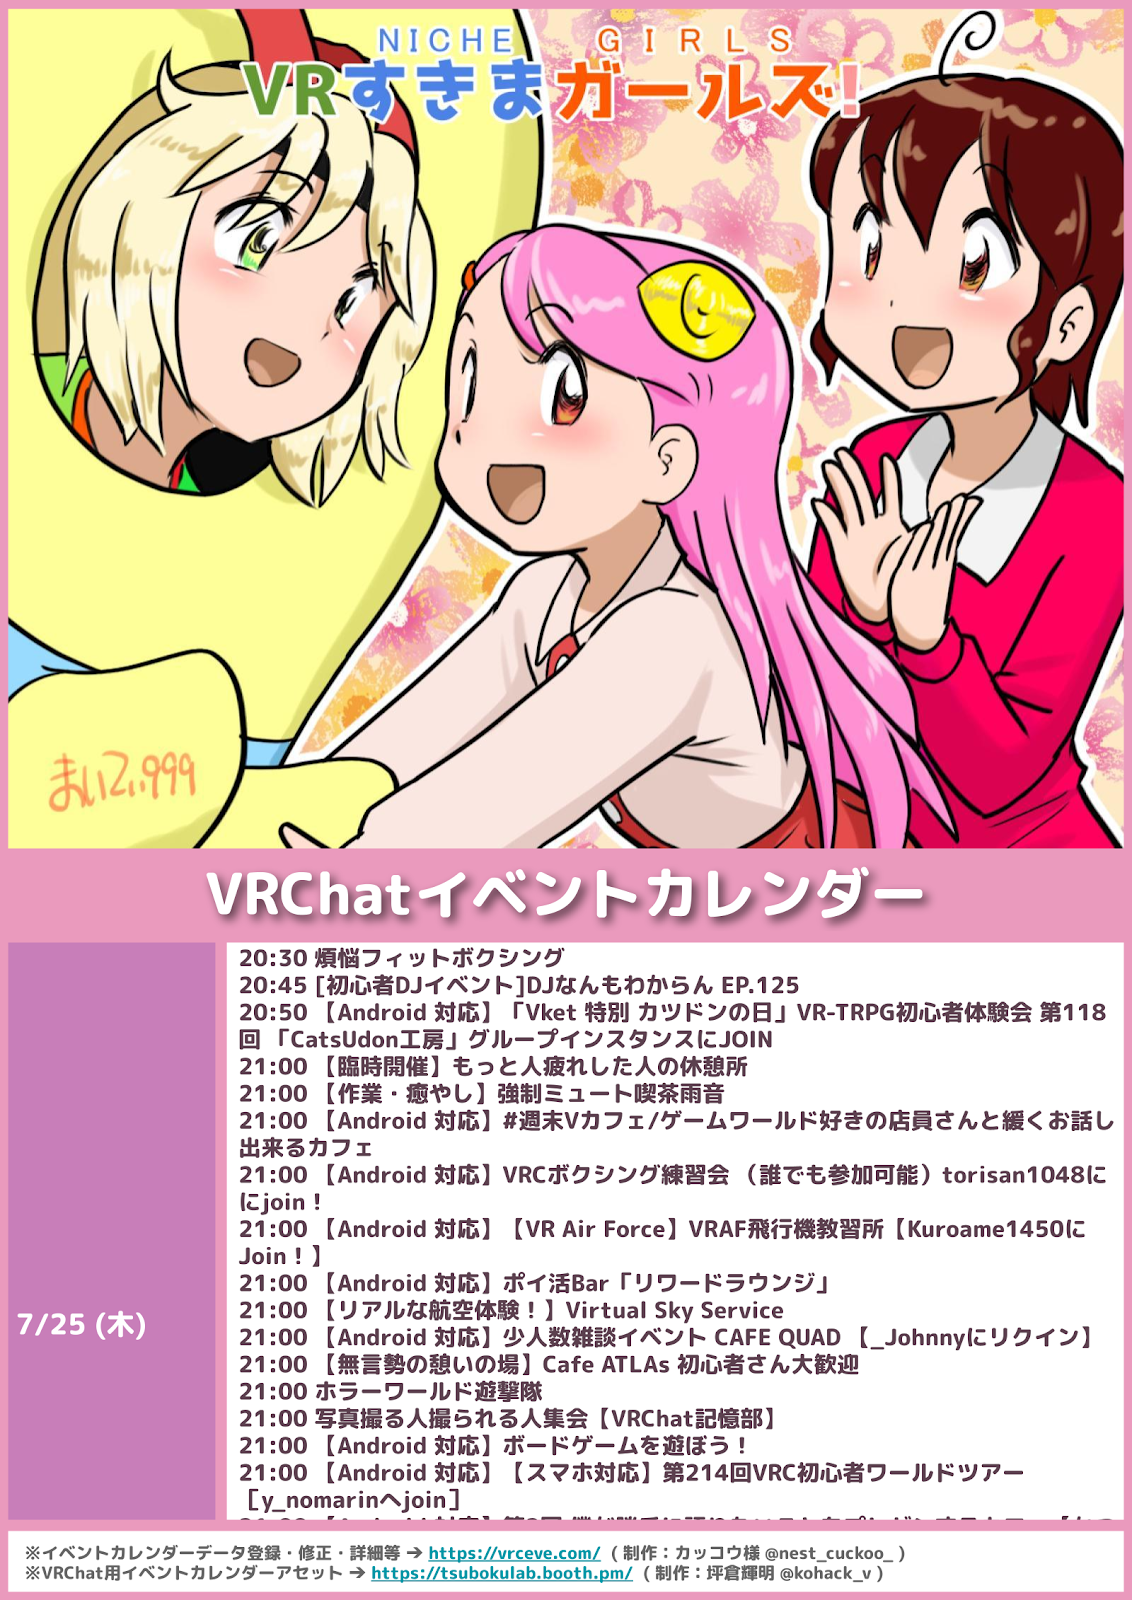 NICHE GIRLS
VRすきまガールズ!
まいてぃ999
VRChatイベントカレンダー
7/25 (木)
20:30 煩悩フィットボクシング
20:45 [初心者DJイベント]DJなんもわからん EP.125
20:50 【Android 対応】「Vket 特別 カツドンの日」VR-TRPG初心者体験会 第118
回 「CatsUdon工房」グループインスタンスにJOIN
21:00 【臨時開催】もっと人疲れした人の休憩所
21:00 【作業・癒やし】強制ミュート喫茶雨音
21:00 【Android 対応】#週末Vカフェ/ゲームワールド好きの店員さんと緩くお話し
出来るカフェ
21:00 【Android 対応】VRCボクシング練習会 （誰でも参加可能）torisan1048に
にjoin！
21:00 【Android 対応】【VR Air Force】VRAF飛行機教習所【Kuroame1450に
Join！】
21:00 【Android 対応】ポイ活Bar「リワードラウンジ」
21:00 【リアルな航空体験！】Virtual Sky Service
21:00 【Android 対応】少人数雑談イベント CAFE QUAD 【_Johnnyにリクイン】
21:00 【無言勢の憩いの場】Cafe ATLAs 初心者さん大歓迎
21:00 ホラーワールド遊撃隊
21:00 写真撮る人撮られる人集会【VRChat記憶部】
21:00 【Android 対応】ボードゲームを遊ぼう！
21:00 【Android 対応】【スマホ対応】第214回VRC初心者ワールドツアー
［y_nomarinへjoin］
※イベントカレンダーデータ登録・修正・詳細等 ➔ https://vrceve.com/ （制作：カッコウ様 @nest_cuckoo_ ）
※VRChat用イベントカレンダーアセット ➔ https://tsubokulab.booth.pm/ （制作：坪倉輝明 @kohack_v ）